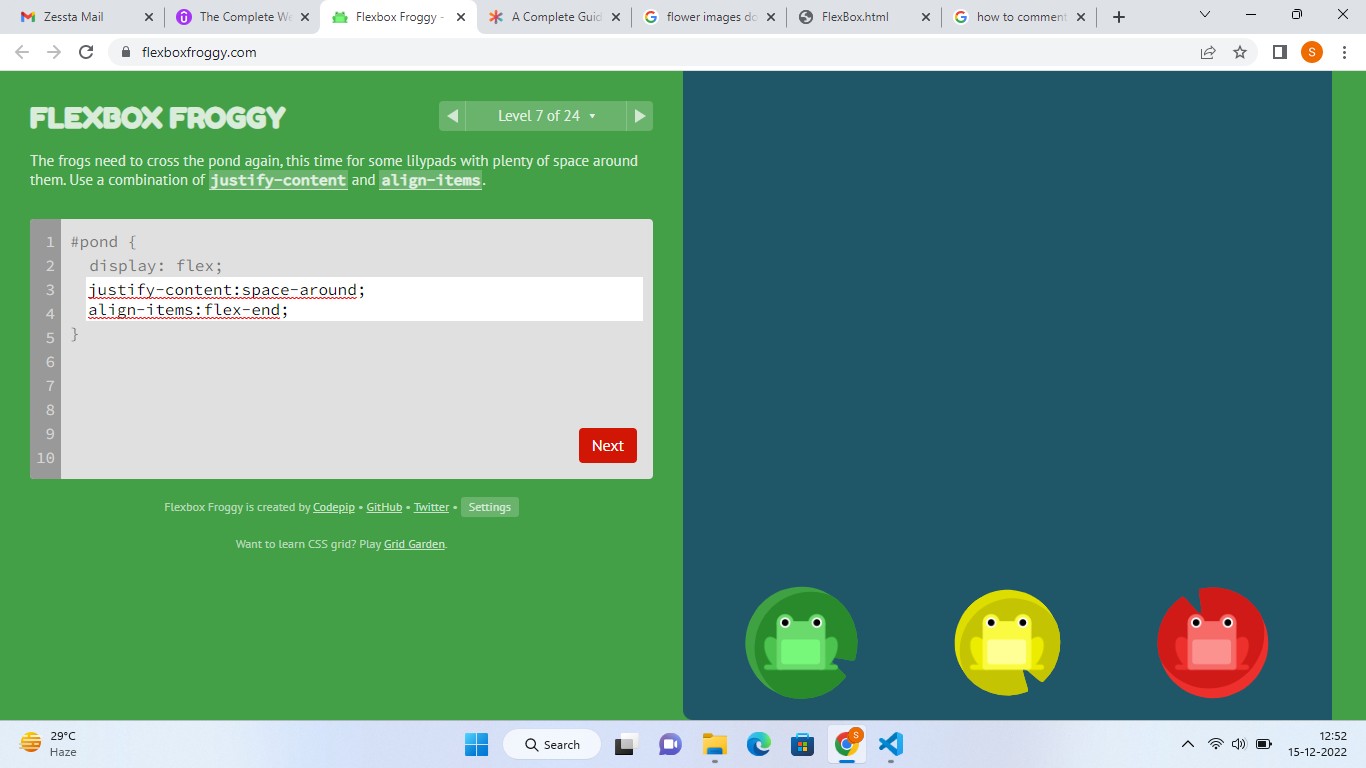 Zessta Mail
The Complete We
Flexbox Froggy -
A Complete Guid
flower images do
FlexBox.html
how to comment
flexboxfroggy.com
S
FLEXBOX FROGGY
Level 7 of 24
The frogs need to cross the pond again, this time for some lilypads with plenty of space around
them. Use a combination of justify-content and align-items.
1 #pond {
2 display: flex;
3 justify-content:space-around;
4 align-items:flex-end;
5 }
6
7
8
9
10
Next
Flexbox Froggy is created by Codepip • GitHub • Twitter • Settings
Want to learn CSS grid? Play Grid Garden.
29°C
Haze
Search
S
12:52
15-12-2022